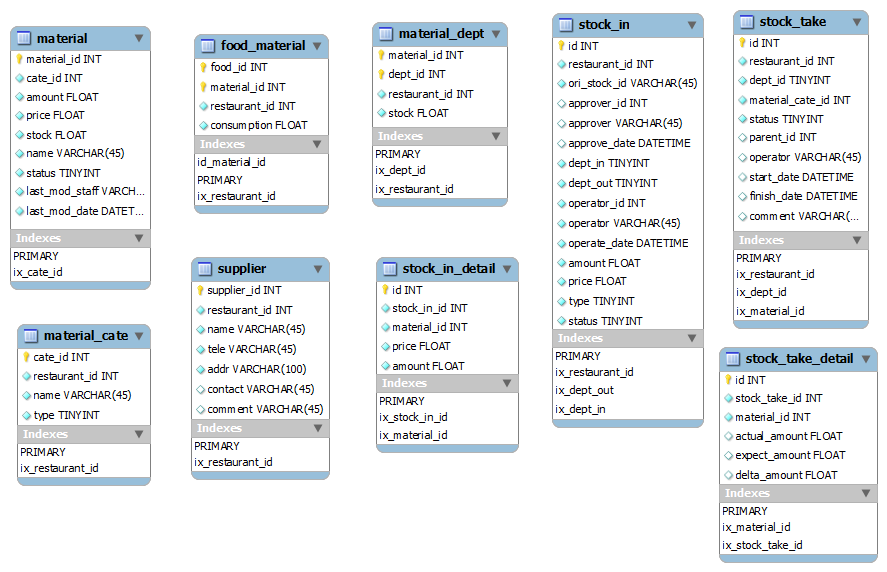 material
material_id INT
cate_id INT
amount FLOAT
price FLOAT
stock FLOAT
name VARCHAR(45)
status TINYINT
last_mod_staff VARCH...
last_mod_date DATET...
Indexes
PRIMARY
ix_cate_id
food_material
food_id INT
material_id INT
restaurant_id INT
consumption FLOAT
Indexes
id_material_id
PRIMARY
ix_restaurant_id
material_dept
material_id INT
dept_id INT
restaurant_id INT
stock FLOAT
Indexes
PRIMARY
ix_dept_id
ix_restaurant_id
stock_in
id INT
restaurant_id INT
ori_stock_id VARCHAR(45)
approver_id INT
approver VARCHAR(45)
approve_date DATETIME
dept_in TINYINT
dept_out TINYINT
operator_id INT
operator VARCHAR(45)
operate_date DATETIME
amount FLOAT
price FLOAT
type TINYINT
status TINYINT
Indexes
PRIMARY
ix_restaurant_id
ix_dept_out
ix_dept_in
stock_take
id INT
restaurant_id INT
dept_id TINYINT
material_cate_id INT
status TINYINT
parent_id INT
operator VARCHAR(45)
start_date DATETIME
finish_date DATETIME
comment VARCHAR(...
Indexes
PRIMARY
ix_restaurant_id
ix_dept_id
ix_material_id
material_cate
cate_id INT
restaurant_id INT
name VARCHAR(45)
type TINYINT
Indexes
PRIMARY
ix_restaurant_id
supplier
supplier_id INT
restaurant_id INT
name VARCHAR(45)
tele VARCHAR(45)
addr VARCHAR(100)
contact VARCHAR(45)
comment VARCHAR(45)
Indexes
PRIMARY
ix_restaurant_id
stock_in_detail
id INT
stock_in_id INT
material_id INT
price FLOAT
amount FLOAT
Indexes
PRIMARY
ix_stock_in_id
ix_material_id
stock_take_detail
id INT
stock_take_id INT
material_id INT
actual_amount FLOAT
expect_amount FLOAT
delta_amount FLOAT
Indexes
PRIMARY
ix_material_id
ix_stock_take_id